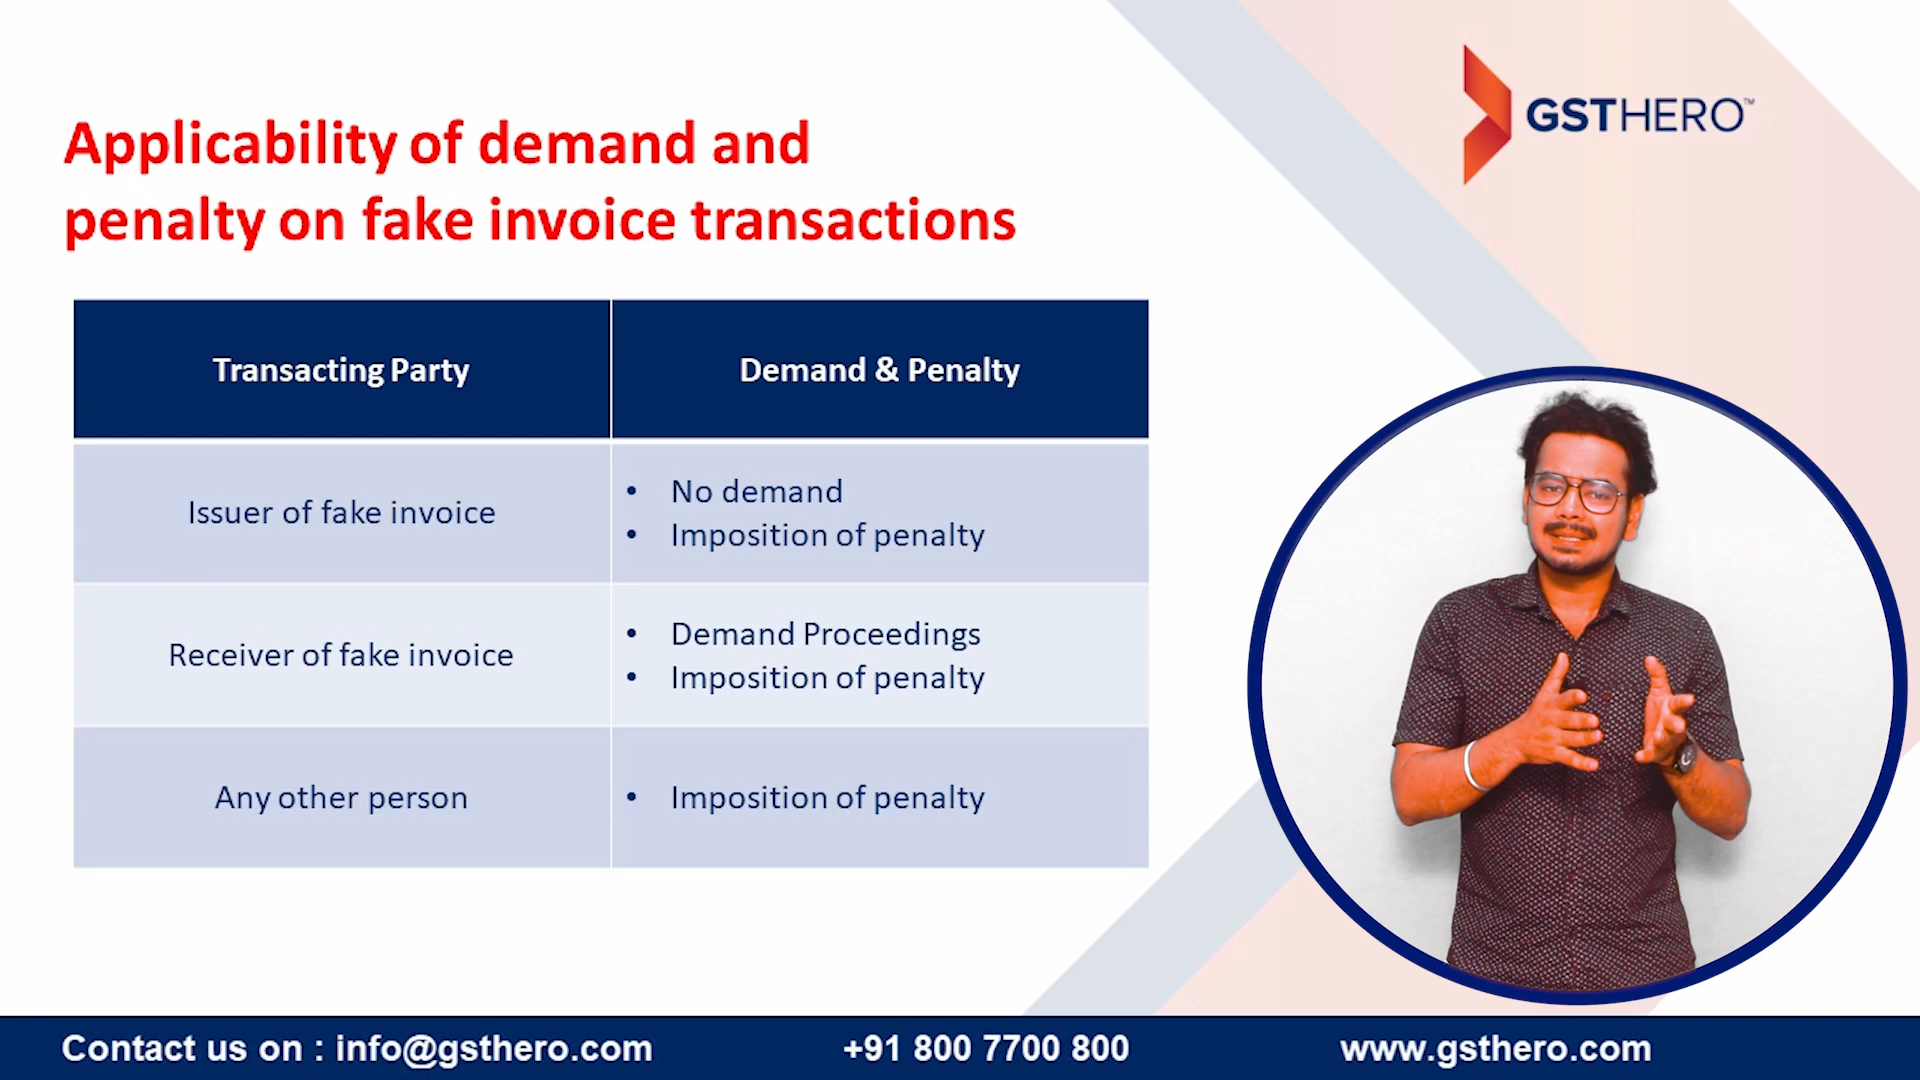 GSTHERO™
Applicability of demand and
penalty on fake invoice transactions
Transacting Party
Demand & Penalty
Issuer of fake invoice
• No demand
• Imposition of penalty
Receiver of fake invoice
• Demand Proceedings
• Imposition of penalty
Any other person
• Imposition of penalty
Contact us on : info@gsthero.com
+91 800 7700 800
www.gsthero.com